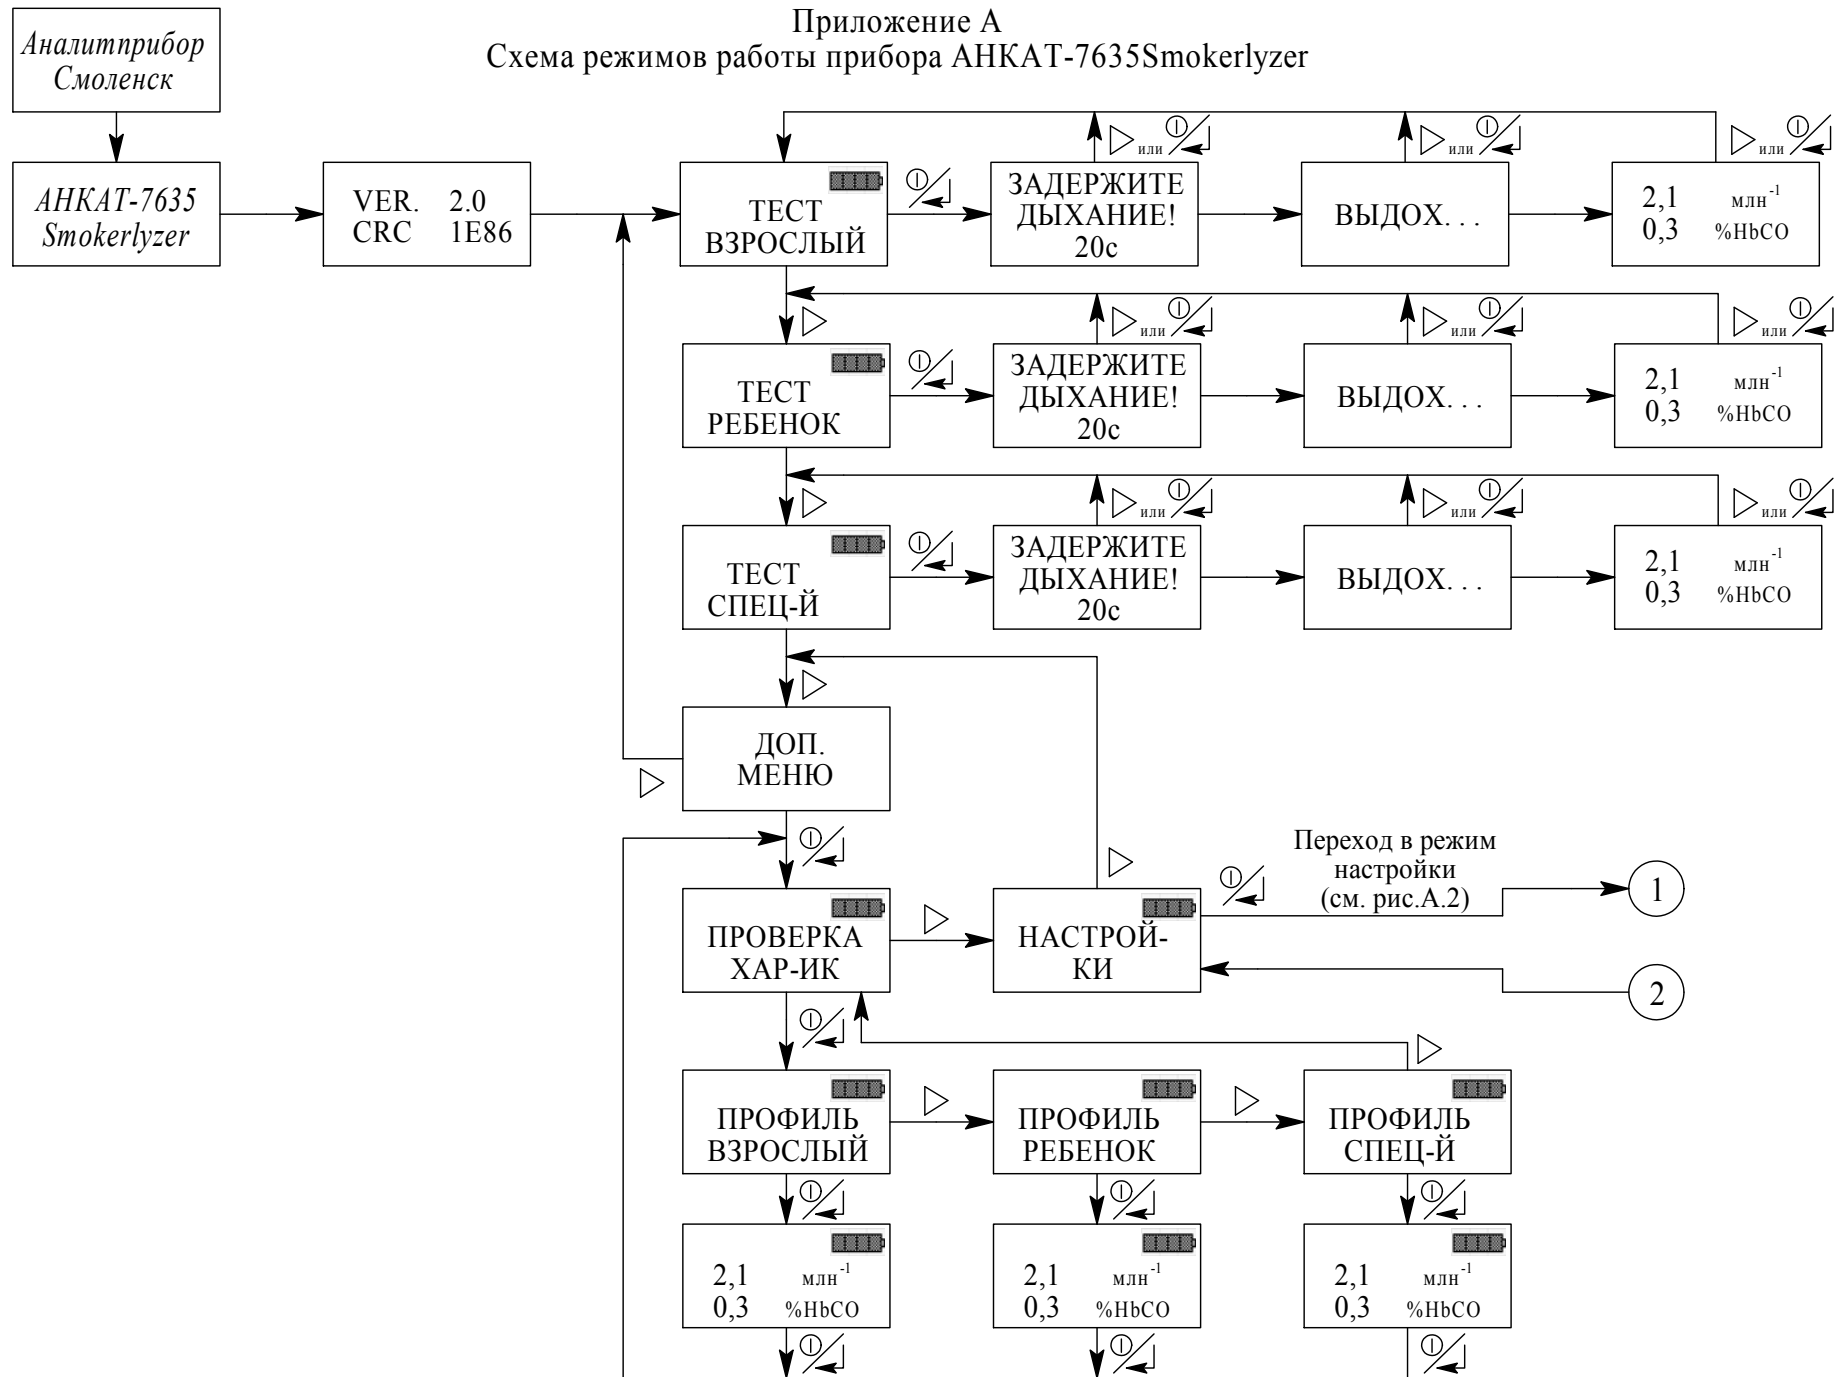 Приложение А
Схема режимов работы прибора АНКАТ-7635Smokerlyzer
Аналитприбор
Смоленск
АНКАТ-7635
Smokerlyzer
VER. 2.0
CRC 1E86
ТЕСТ
ВЗРОСЛЫЙ
ЗАДЕРЖИТЕ
ДЫХАНИЕ!
20с
или
ВЫДОХ. . .
или
2,1 млн⁻¹
0,3 %HbCO
или
ТЕСТ
РЕБЕНОК
ЗАДЕРЖИТЕ
ДЫХАНИЕ!
20с
или
ВЫДОХ. . .
или
2,1 млн⁻¹
0,3 %HbCO
или
ТЕСТ
СПЕЦ-Й
ЗАДЕРЖИТЕ
ДЫХАНИЕ!
20с
или
ВЫДОХ. . .
или
2,1 млн⁻¹
0,3 %HbCO
или
ДОП.
МЕНЮ
ПРОВЕРКА
ХАР-ИК
НАСТРОЙ-
КИ
Переход в режим
настройки
(см. рис.А.2)
1
2
ПРОФИЛЬ
ВЗРОСЛЫЙ
ПРОФИЛЬ
РЕБЕНОК
ПРОФИЛЬ
СПЕЦ-Й
2,1 млн⁻¹
0,3 %HbCO
2,1 млн⁻¹
0,3 %HbCO
2,1 млн⁻¹
0,3 %HbCO